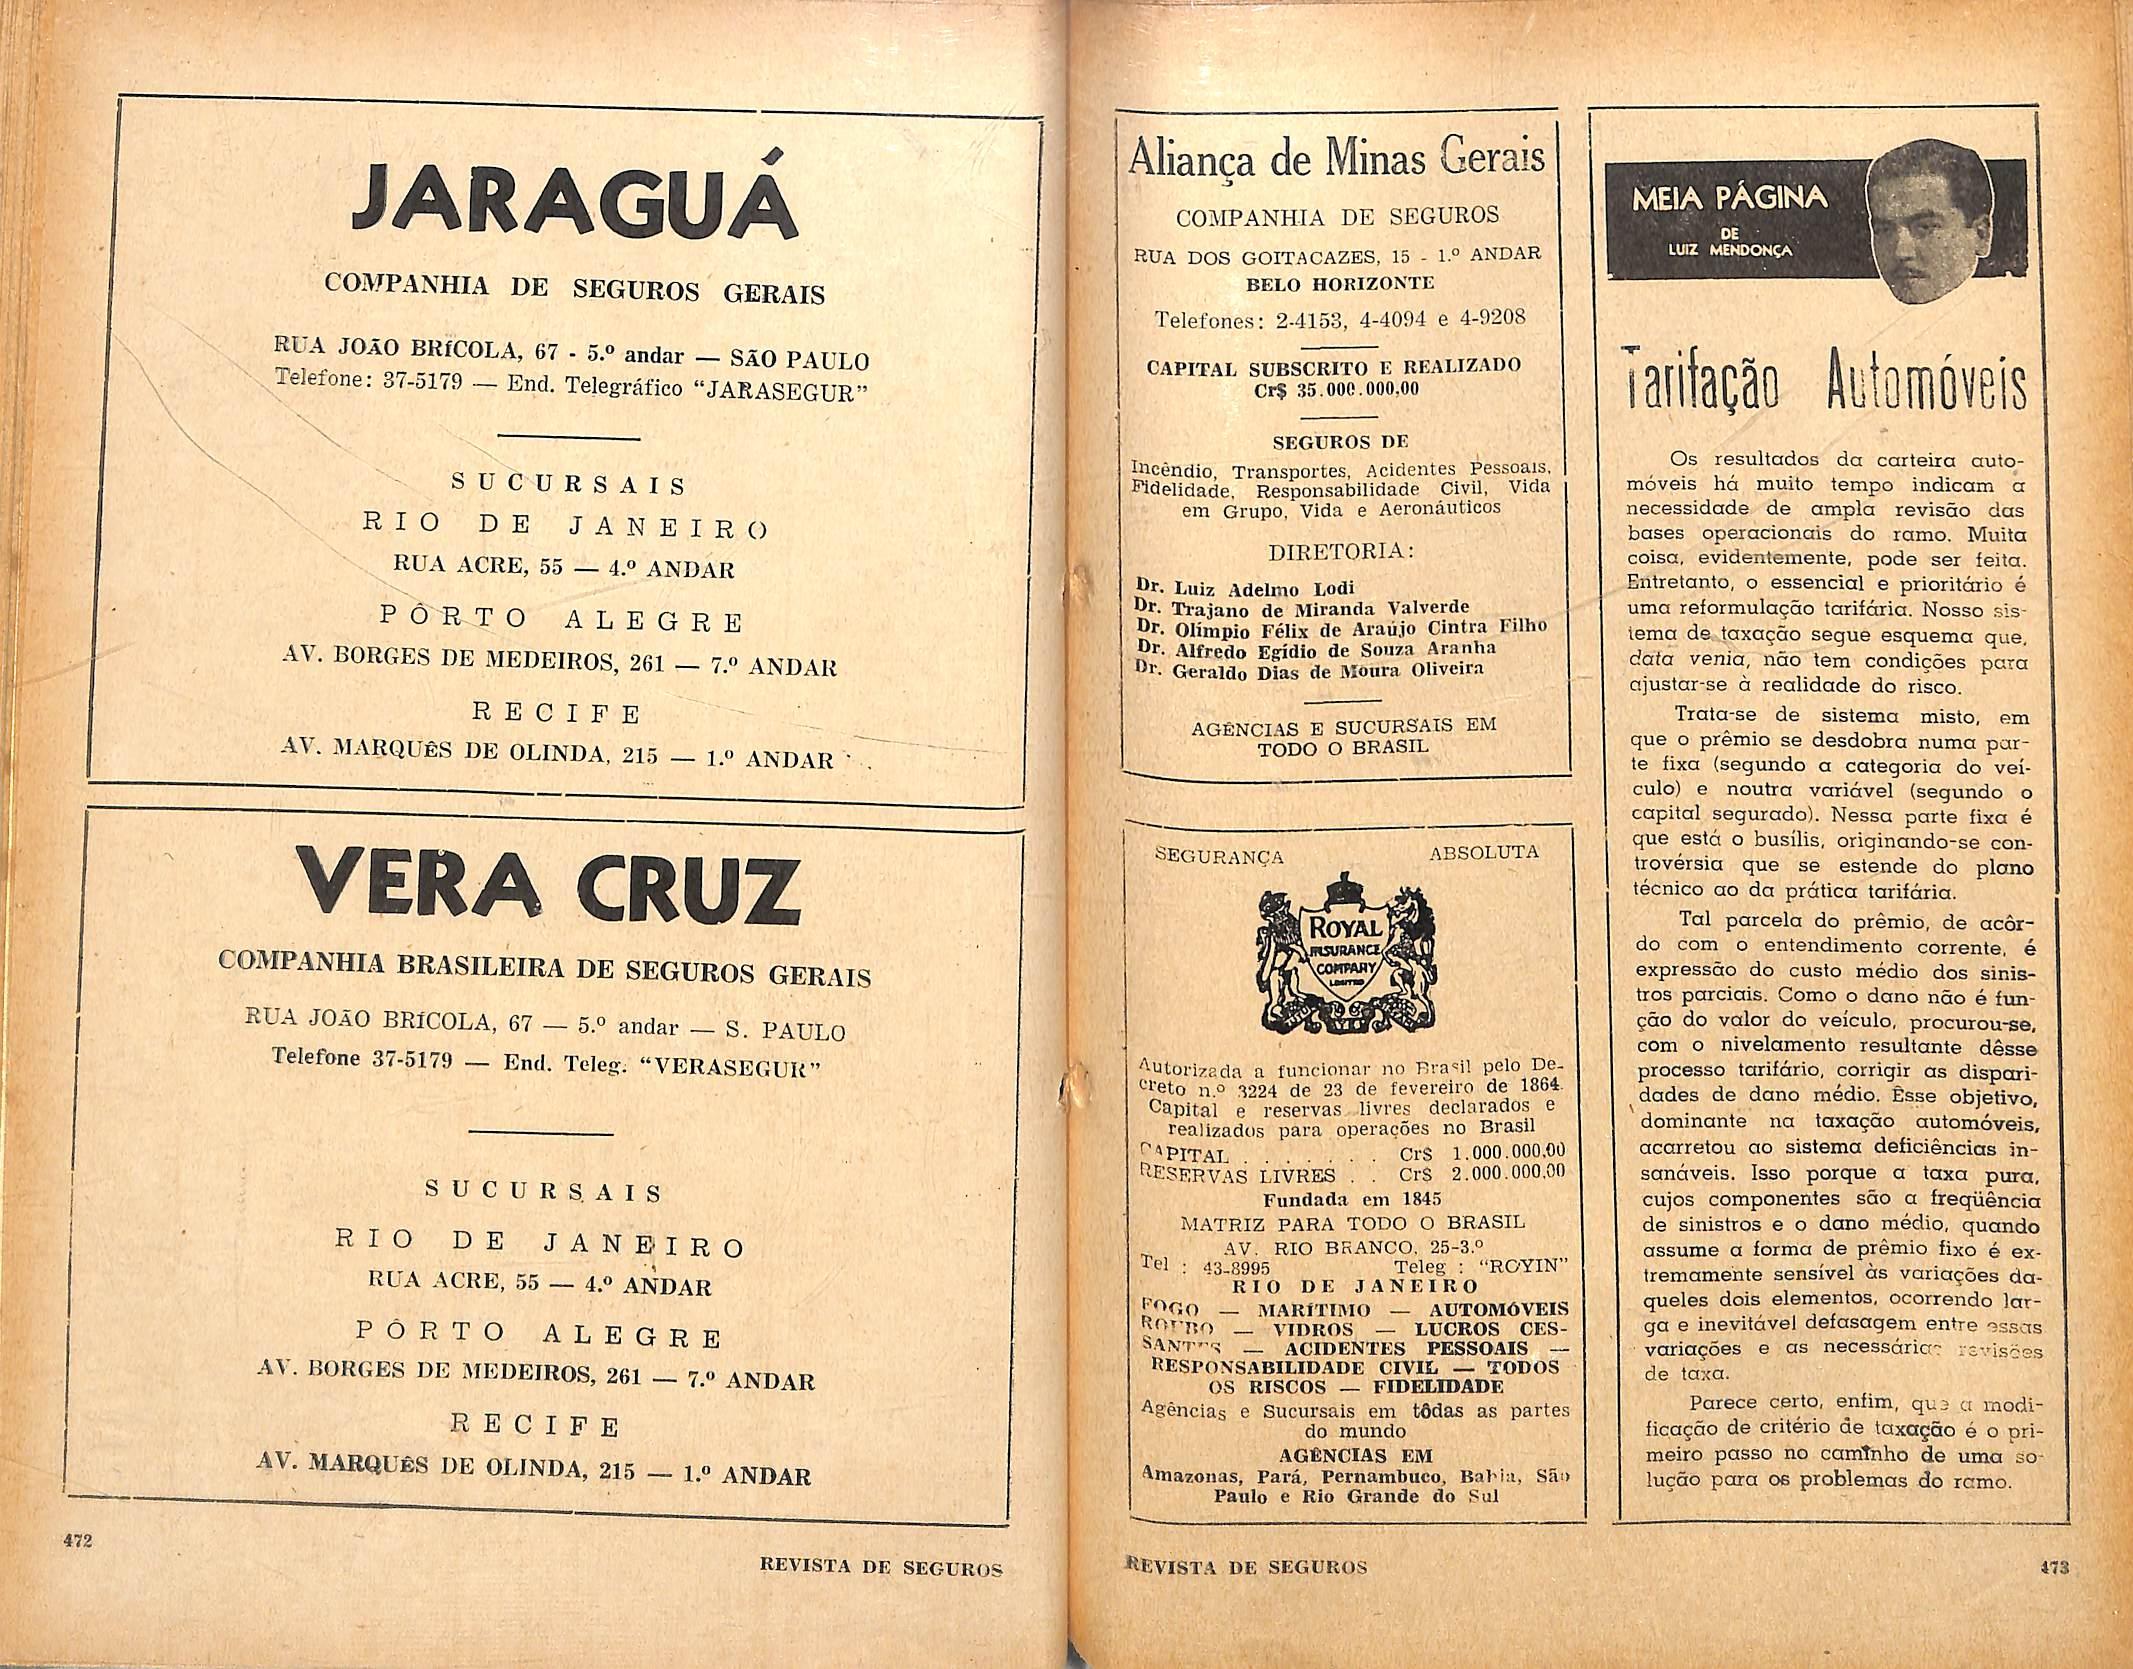 JARAGUÁ
COMPANHIA DE SEGUROS GERAIS
RUA JOÃO BRÍCOLA, 67 - 5.º andar — SÃO PAULO
Telefone: 37-5179 — End. Telegráfico “JARASEGUR”
SUCURSAIS
RIO DE JANEIRO
RUA ACRE, 55 — 4.º ANDAR
PÔRTO ALEGRE
AV. BORGES DE MEDEIROS, 261 — 7.º ANDAR
RECIFE
AV. MARQUÊS DE OLINDA, 215 — 1.º ANDAR
VERA CRUZ
COMPANHIA BRASILEIRA DE SEGUROS GERAIS
RUA JOÃO BRÍCOLA, 67 — 5.º andar — S. PAULO
Telefone 37-5179 — End. Teleg. “VERASEGUR”
SUCURSAIS
RIO DE JANEIRO
RUA ACRE, 55 — 4.º ANDAR
PÔRTO ALEGRE
AV. BORGES DE MEDEIROS, 261 — 7.º ANDAR
RECIFE
AV. MARQUÊS DE OLINDA, 215 — 1.º ANDAR
472
REVISTA DE SEGUROS
Aliança de Minas Gerais
COMPANHIA DE SEGUROS
RUA DOS GOITACAZES, 15 - 1.º ANDAR
BELO HORIZONTE
Telefones: 2-4153, 4-4094 e 4-9208
CAPITAL SUBSCRITO E REALIZADO
Cr$ 35.000.000,00
SEGUROS DE
Incêndio, Transportes, Acidentes Pessoais,
Fidelidade, Responsabilidade Civil, Vida
em Grupo, Vida e Aeronáuticos
DIRETORIA:
Dr. Luiz Adelmo Lodi
Dr. Trajano de Miranda Valverde
Dr. Olímpio Félix de Araújo Cintra Filho
Dr. Alfredo Egídio de Souza Aranha
Dr. Geraldo Dias de Moura Oliveira
AGÊNCIAS E SUCURSAIS EM
TODO O BRASIL
SEGURANÇA ABSOLUTA
ROYAL
INSURANCE
COMPANY
LIMITED
Autorizada a funcionar no Brasil pelo De-
creto n.º 3224 de 23 de fevereiro de 1864.
Capital e reservas livres declarados e
realizados para operações no Brasil
CAPITAL . . . . . . . Cr$ 1.000.000,00
RESERVAS LIVRES . . Cr$ 2.000.000,00
Fundada em 1845
MATRIZ PARA TODO O BRASIL
AV. RIO BRANCO, 25-3.º
Tel : 43-8995 Teleg : “ROYIN”
RIO DE JANEIRO
FOGO — MARÍTIMO — AUTOMÓVEIS
ROUBO — VIDROS — LUCROS CES-
SANTES — ACIDENTES PESSOAIS —
RESPONSABILIDADE CIVIL — TODOS
OS RISCOS — FIDELIDADE
Agências e Sucursais em tôdas as partes
do mundo
AGÊNCIAS EM
Amazonas, Pará, Pernambuco, Bahia, São
Paulo e Rio Grande do Sul
MEIA PÁGINA
DE
LUIZ MENDONÇA
Tarifação Automóveis
Os resultados da carteira auto-
móveis há muito tempo indicam a
necessidade de ampla revisão das
bases operacionais do ramo. Muita
coisa, evidentemente, pode ser feita.
Entretanto, o essencial e prioritário é
uma reformulação tarifária. Nosso sis-
tema de taxação segue esquema que,
data venia, não tem condições para
ajustar-se à realidade do risco.
Trata-se de sistema misto, em
que o prêmio se desdobra numa par-
te fixa (segundo a categoria do veí-
culo) e noutra variável (segundo o
capital segurado). Nessa parte fixa é
que está o busílis, originando-se con-
trovérsia que se estende do plano
técnico ao da prática tarifária.
Tal parcela do prêmio, de acôr-
do com o entendimento corrente, é
expressão do custo médio dos sinis-
tros parciais. Como o dano não é fun-
ção do valor do veículo, procurou-se,
com o nivelamento resultante dêsse
processo tarifário, corrigir as dispari-
dades de dano médio. Êsse objetivo,
dominante na taxação automóveis,
acarretou ao sistema deficiências in-
sanáveis. Isso porque a taxa pura,
cujos componentes são a freqüência
de sinistros e o dano médio, quando
assume a forma de prêmio fixo é ex-
tremamente sensível às variações da-
queles dois elementos, ocorrendo lar-
ga e inevitável defasagem entre essas
variações e as necessárias revisões
de taxa.
Parece certo, enfim, que a modi-
ficação de critério de taxação é o pri-
meiro passo no caminho de uma so-
lução para os problemas do ramo.
REVISTA DE SEGUROS
473